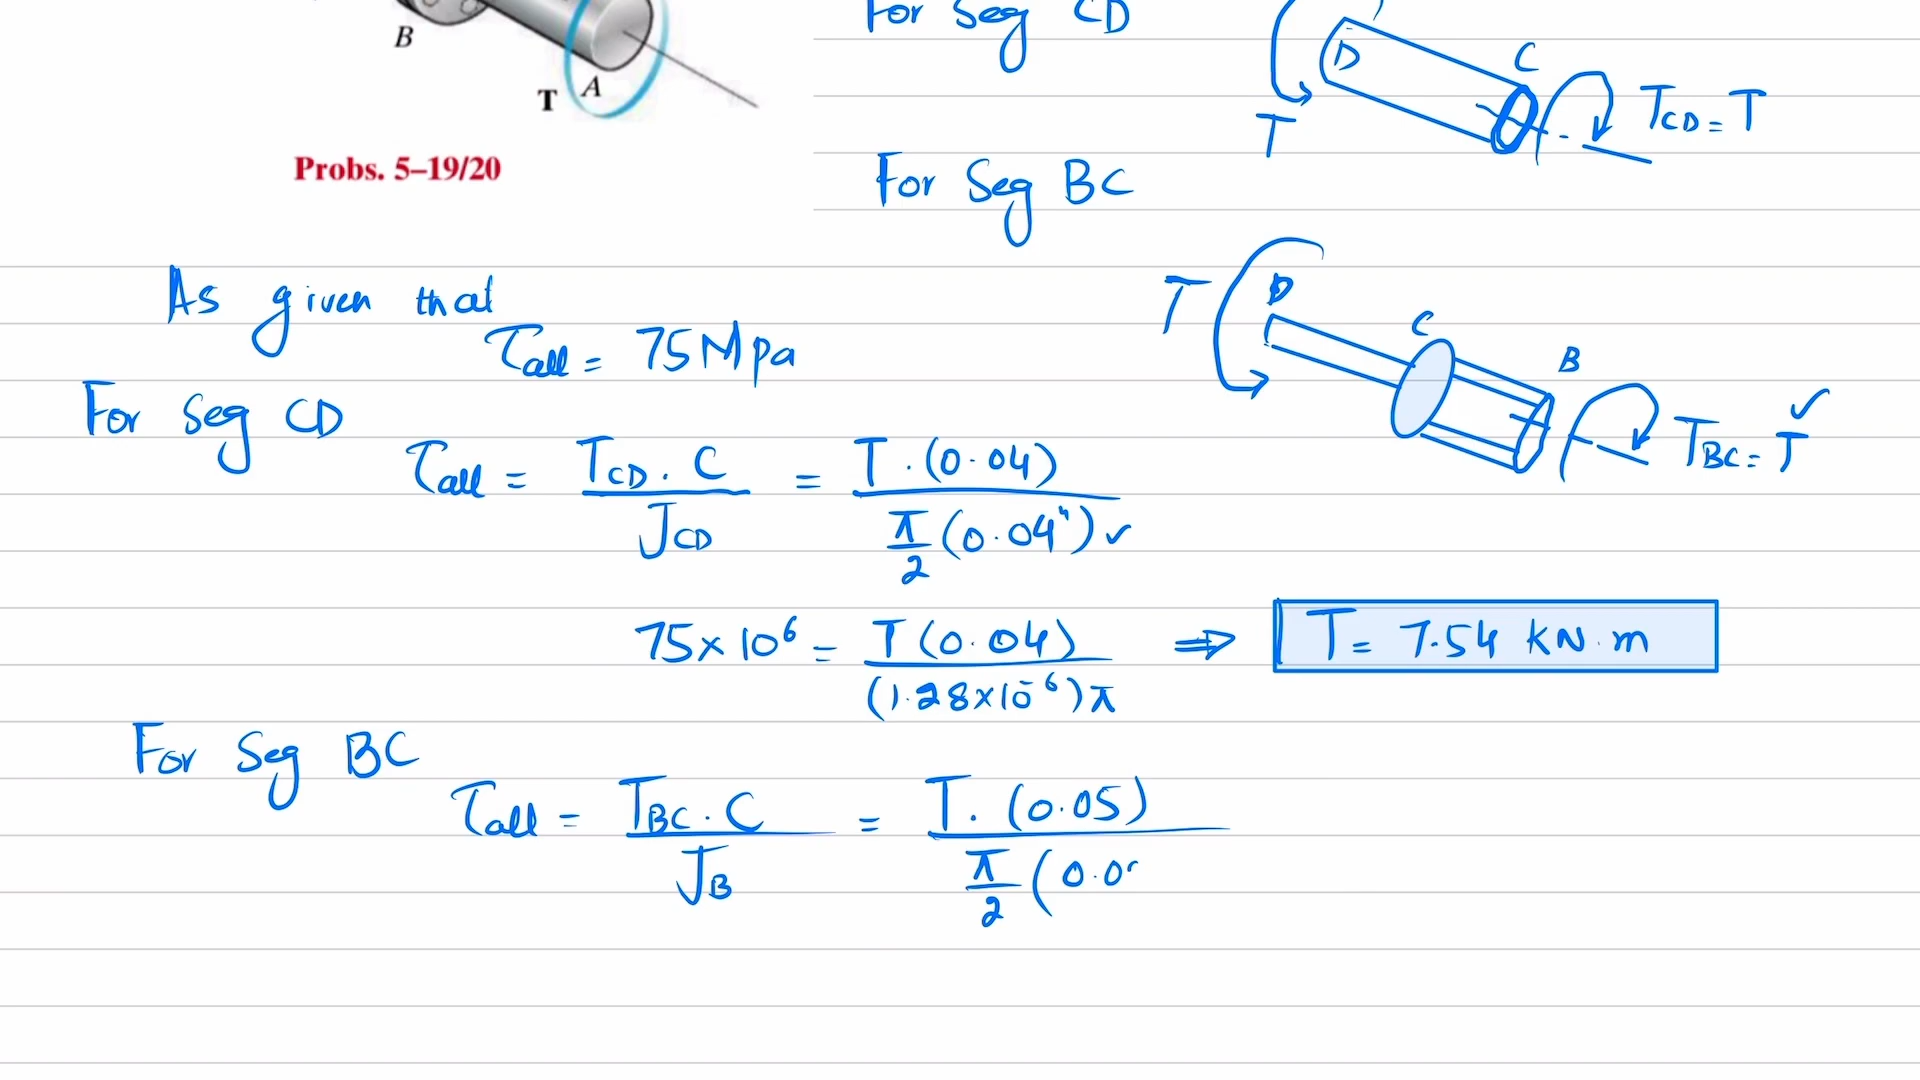 B
T A
Probs. 5–19/20
For Seg CD
D C
T
T_CD = T
For Seg BC
T D C B
T_BC = T ✓
As given that
τ_all = 75 Mpa
For Seg CD
τ_all = T_CD . C / J_CD = T . (0.04) / π/2 (0.04⁴) ✓
75 x 10⁶ = T (0.04) / (1.28 x 10⁻⁶) π ⇒ T = 7.54 kN.m
For Seg BC
τ_all = T_BC . C / J_B = T . (0.05) / π/2 (0.0